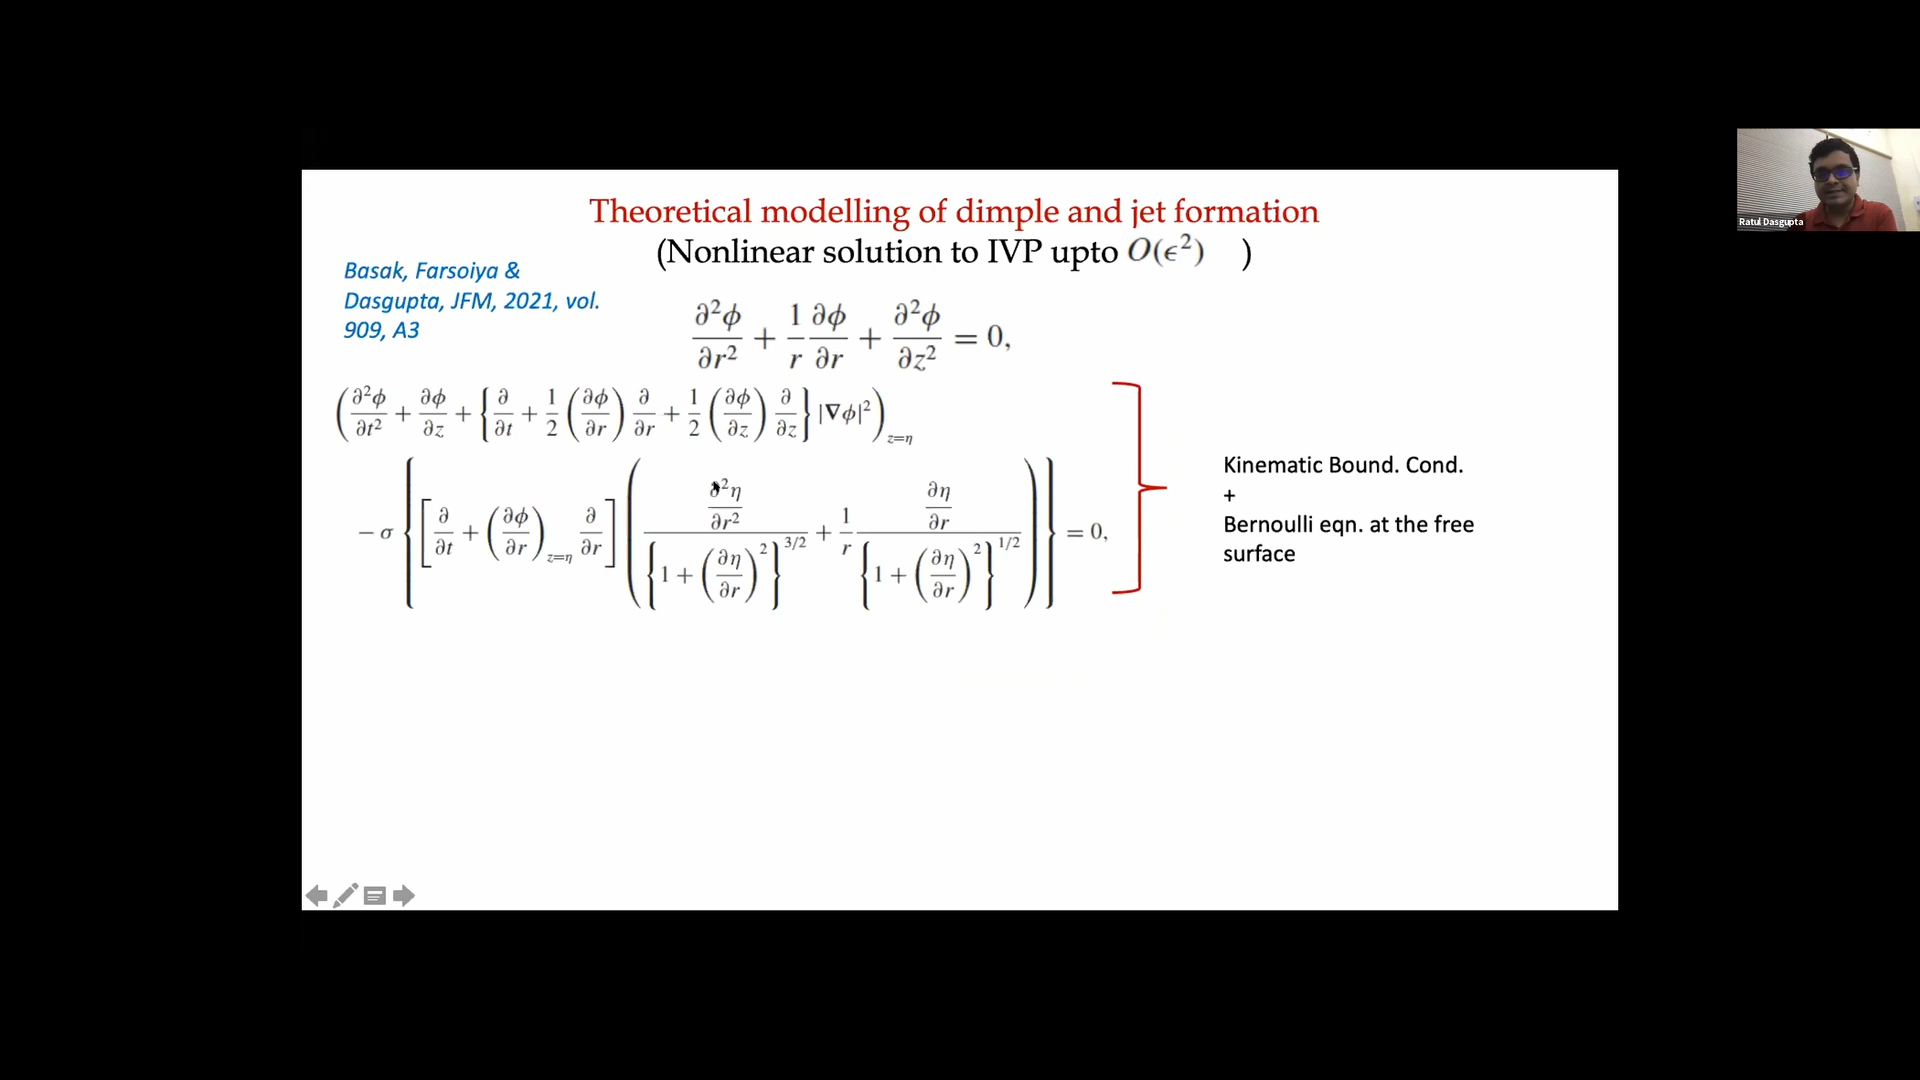 Theoretical modelling of dimple and jet formation
(Nonlinear solution to IVP upto O(ϵ²) )
Basak, Farsoiya &
Dasgupta, JFM, 2021, vol.
909, A3
∂²ϕ/∂r² + 1/r ∂ϕ/∂r + ∂²ϕ/∂z² = 0,
(∂²ϕ/∂t² + ∂ϕ/∂z + {∂/∂t + 1/2 (∂ϕ/∂r) ∂/∂r + 1/2 (∂ϕ/∂z) ∂/∂z} |∇ϕ|²)_{z=η}
− σ {[∂/∂t + (∂ϕ/∂r)_{z=η} ∂/∂r] ( (∂²η/∂r²) / {1 + (∂η/∂r)²}^{3/2} + 1/r (∂η/∂r) / {1 + (∂η/∂r)²}^{1/2} )} = 0,
Kinematic Bound. Cond.
+
Bernoulli eqn. at the free
surface
Ratul Dasgupta